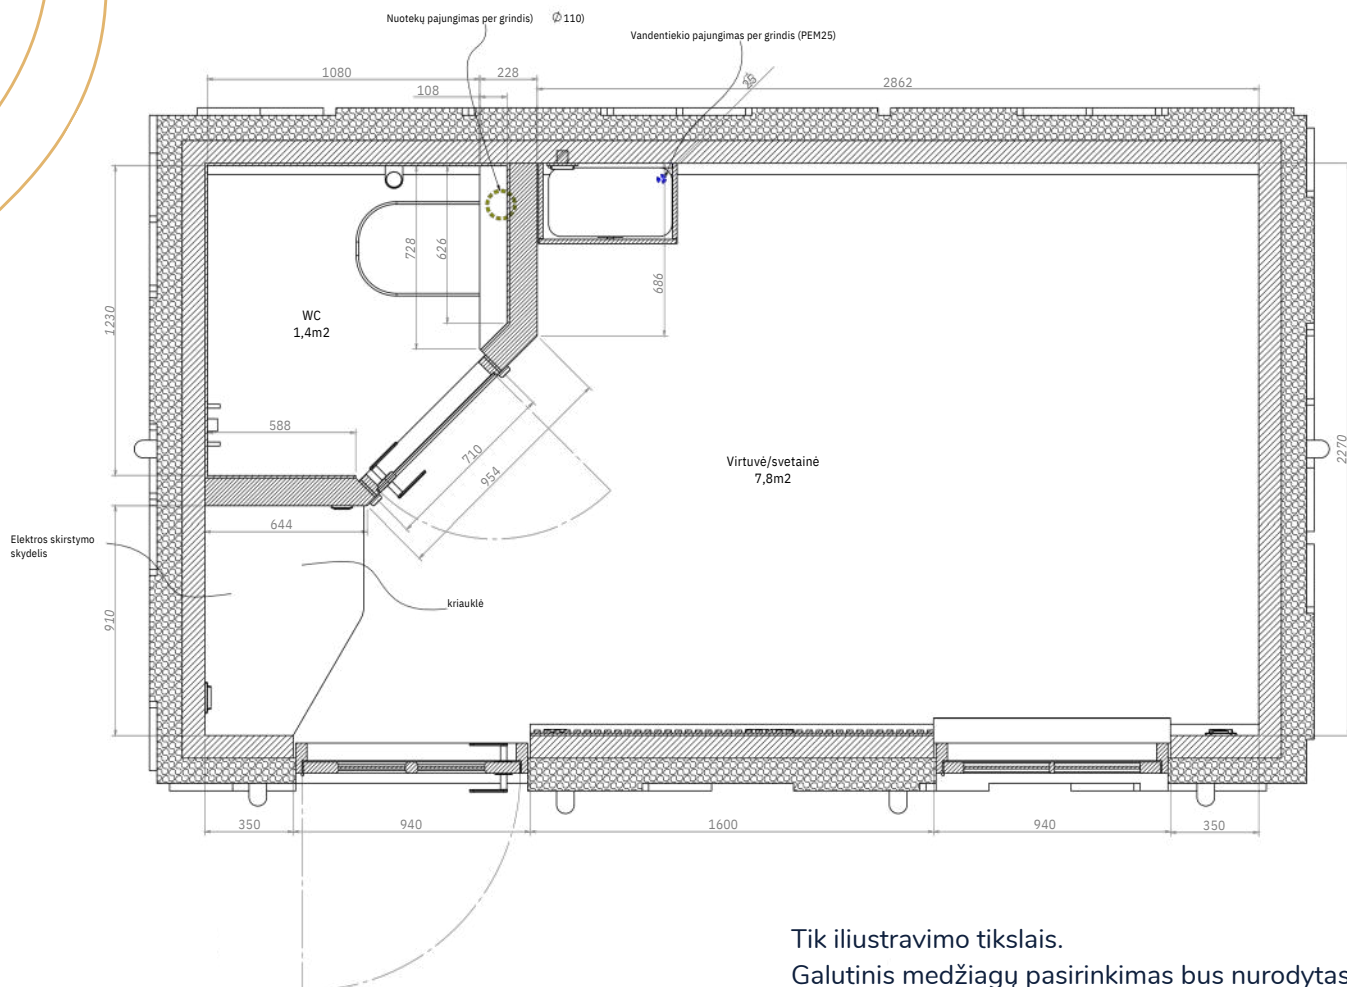 Nuotekų pajungimas per grindis) ∅110)
Vandentiekio pajungimas per grindis (PEM25)
1080
228
2862
108
728
626
686
1230
WC
1,4m2
588
710
954
Virtuvė/svetainė
7,8m2
2270
644
Elektros skirstymo
skydelis
kriauklė
910
350
940
1600
940
350
Tik iliustravimo tikslais.
Galutinis medžiagų pasirinkimas bus nurodytas